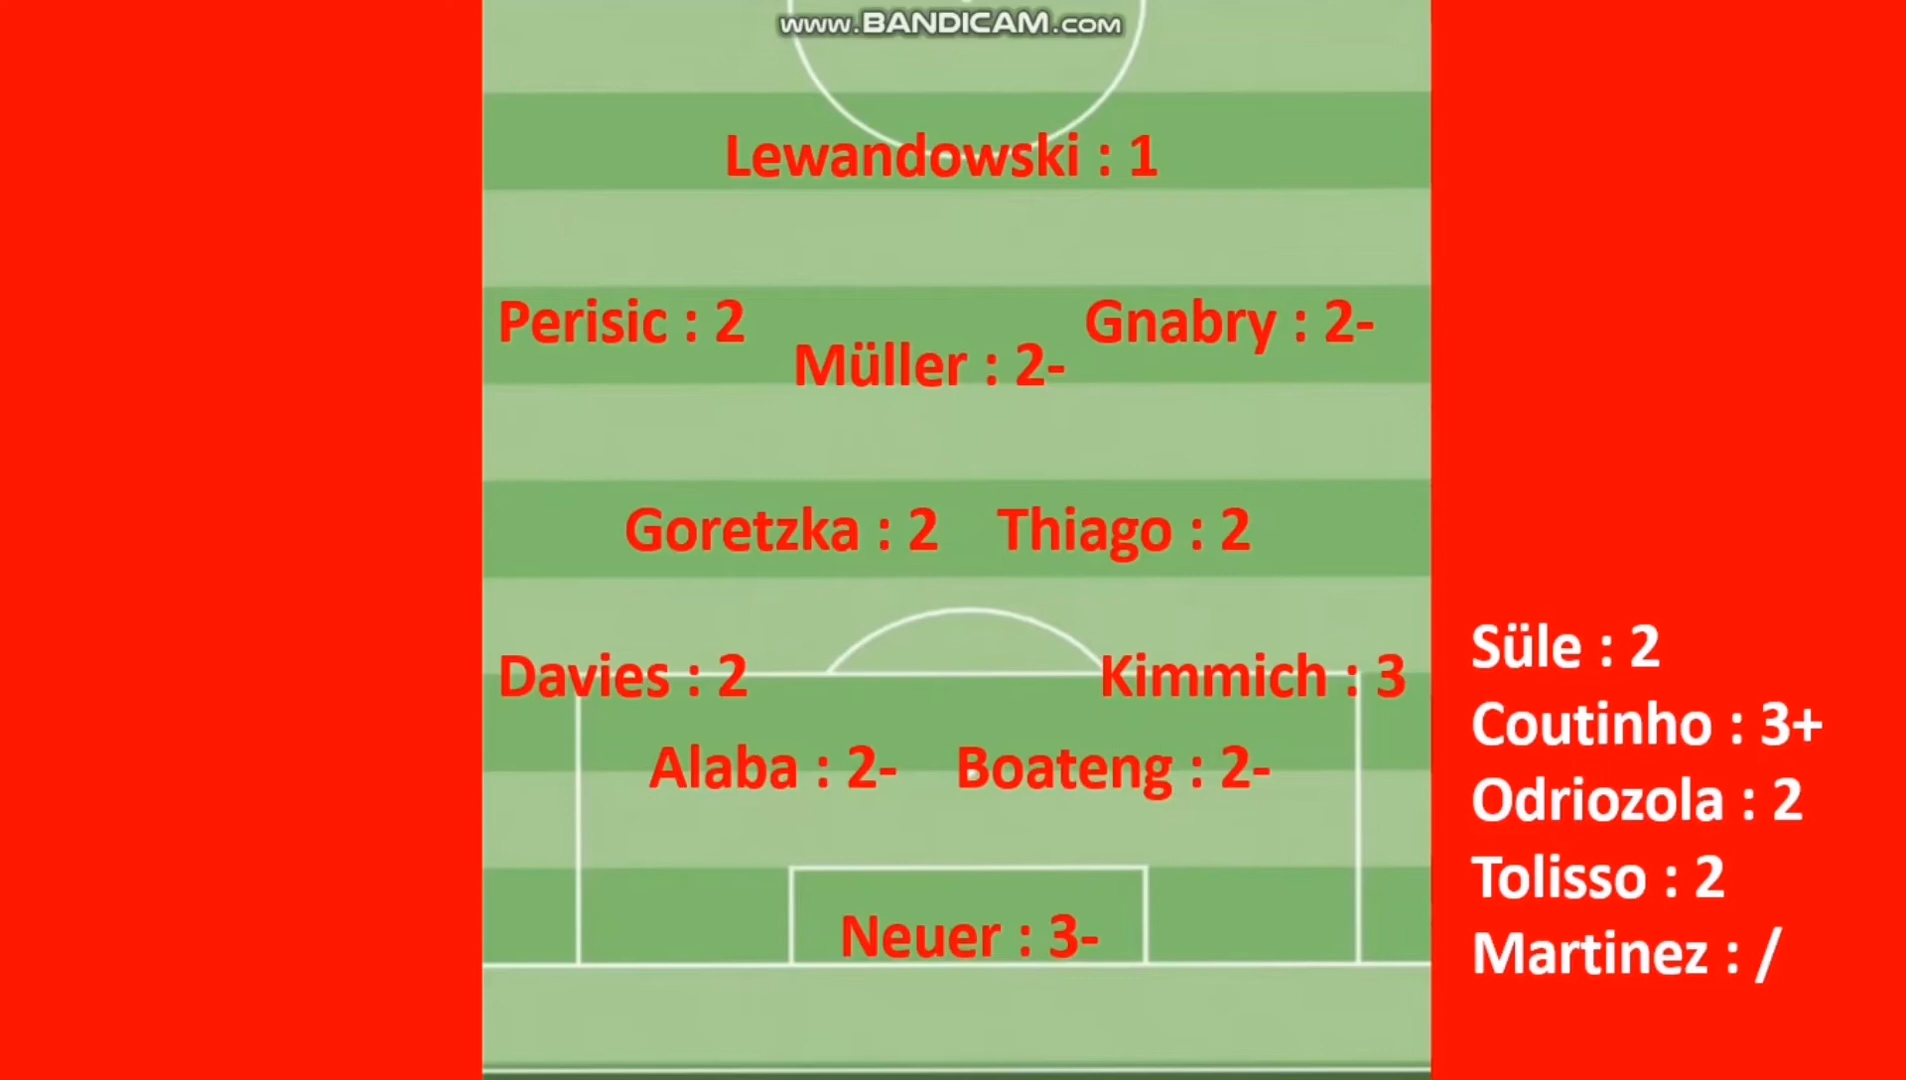 www.BANDICAM.com
Lewandowski : 1
Perisic : 2
Gnabry : 2-
Müller : 2-
Goretzka : 2
Thiago : 2
Davies : 2
Kimmich : 3
Alaba : 2-
Boateng : 2-
Neuer : 3-
Süle : 2
Coutinho : 3+
Odriozola : 2
Tolisso : 2
Martinez : /